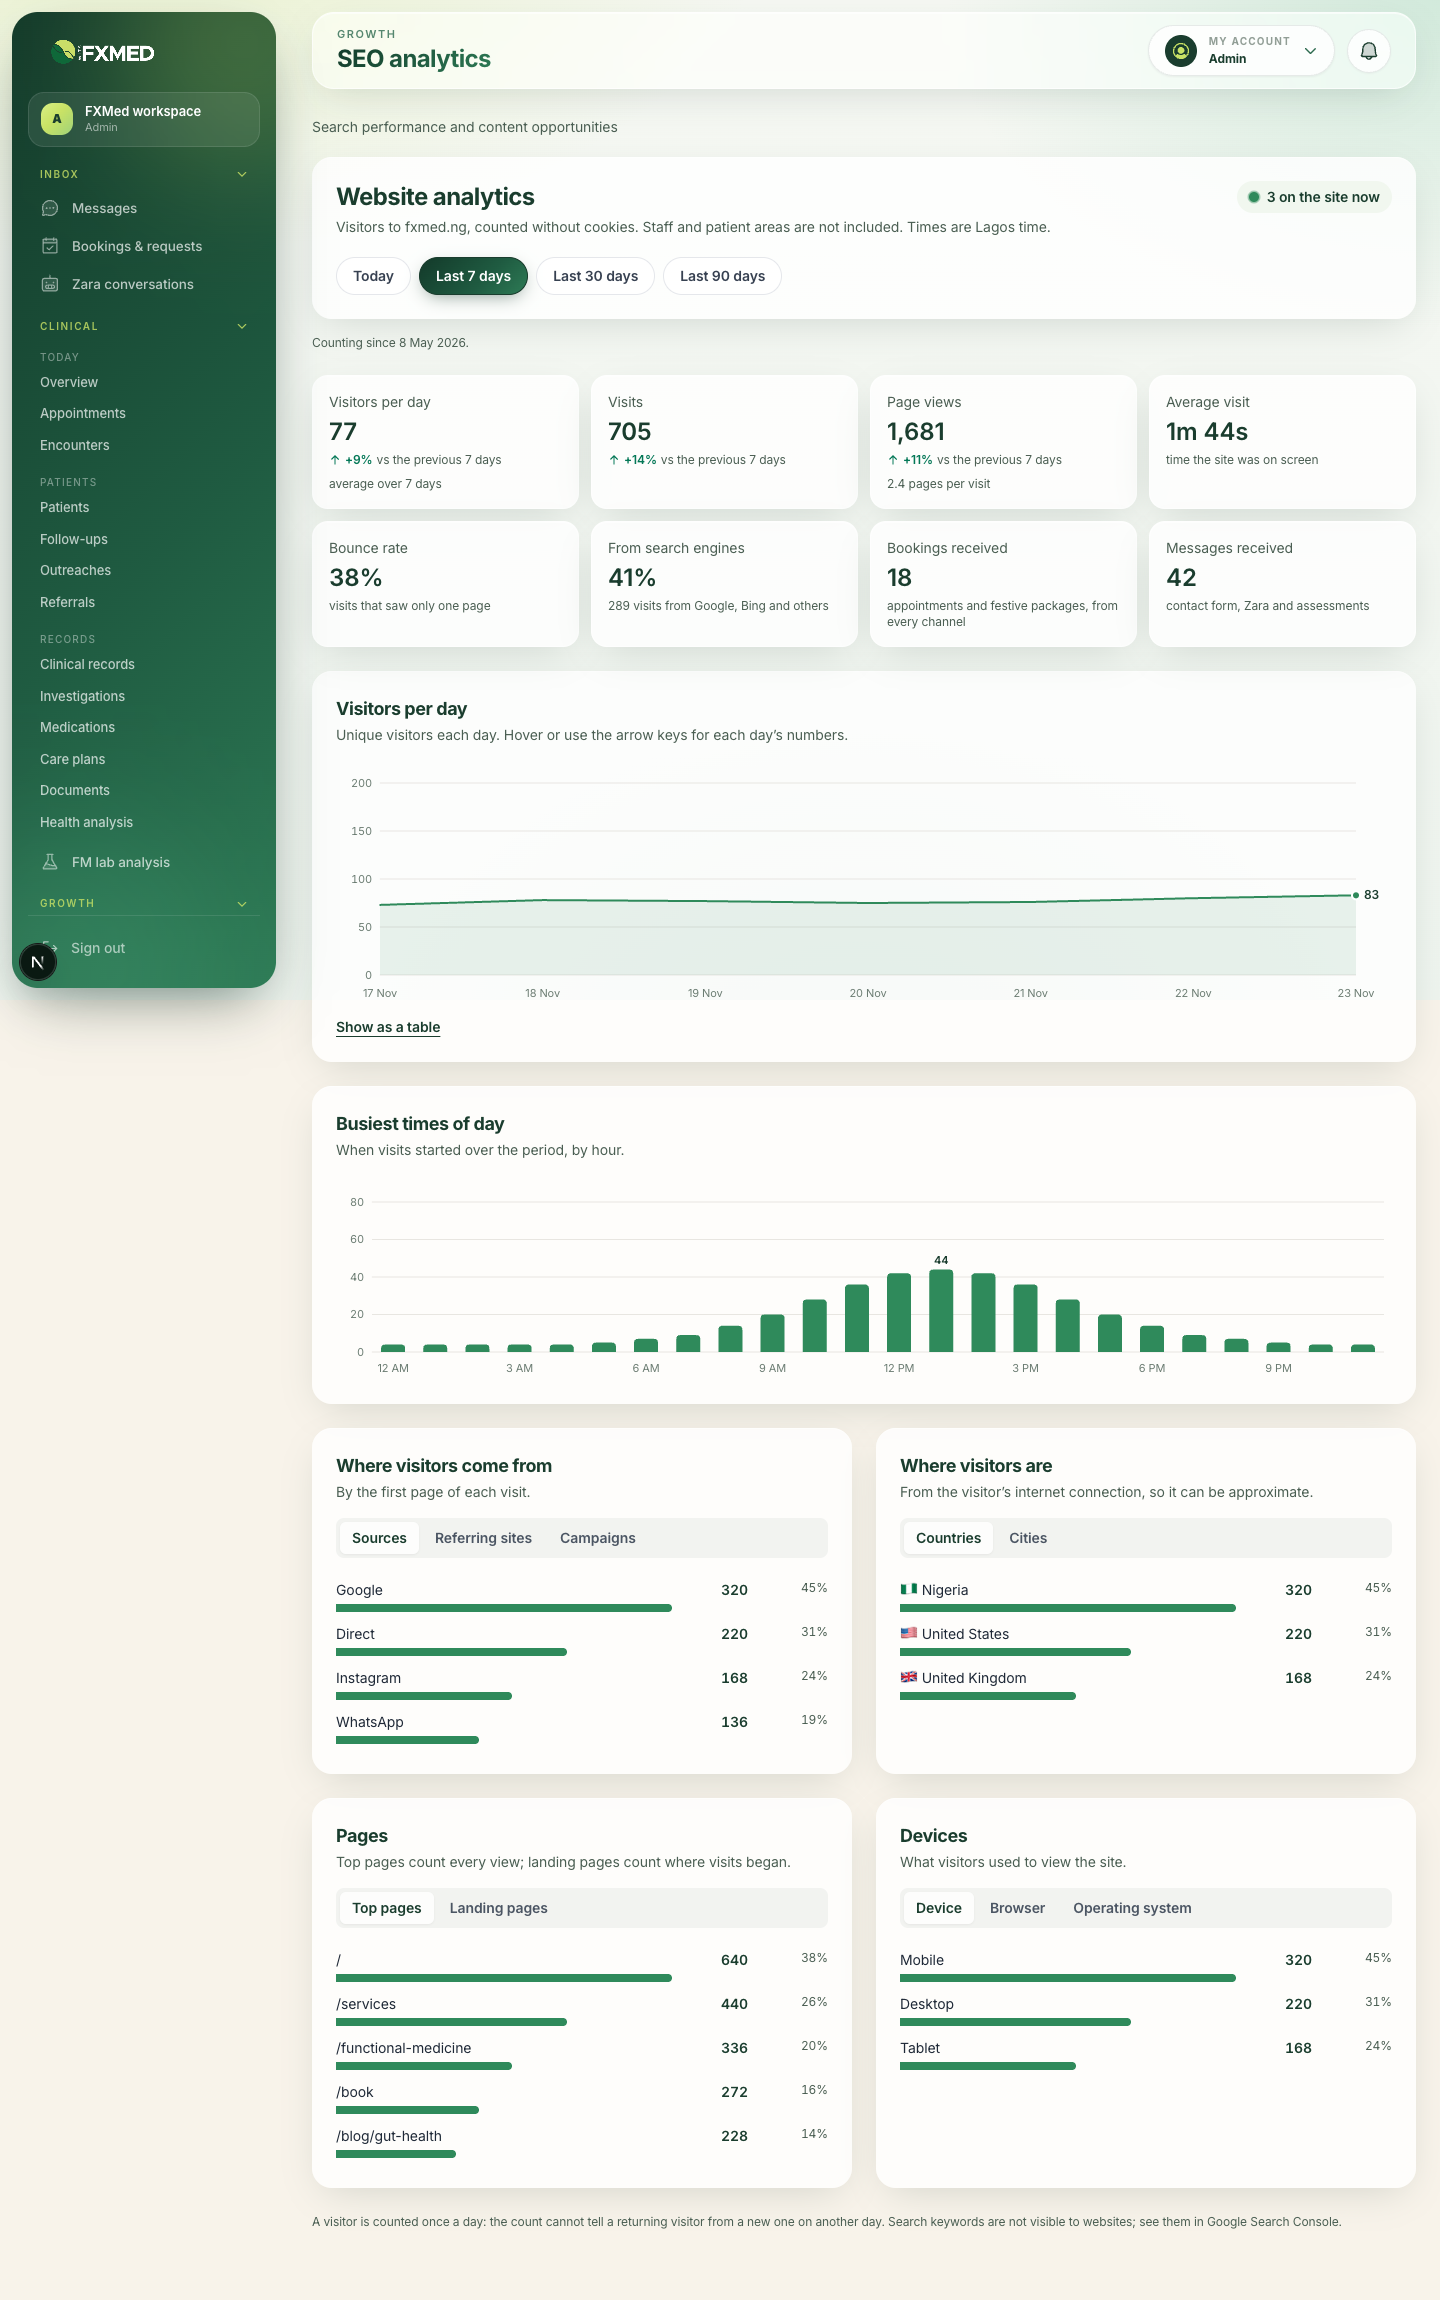 FXMED
A
FXMed workspace
Admin
INBOX
Messages
Bookings & requests
Zara conversations
CLINICAL
TODAY
Overview
Appointments
Encounters
PATIENTS
Patients
Follow-ups
Outreaches
Referrals
RECORDS
Clinical records
Investigations
Medications
Care plans
Documents
Health analysis
FM lab analysis
GROWTH
Sign out
N
GROWTH
SEO analytics
MY ACCOUNT
Admin
Search performance and content opportunities
Website analytics
3 on the site now
Visitors to fxmed.ng, counted without cookies. Staff and patient areas are not included. Times are Lagos time.
Today Last 7 days Last 30 days Last 90 days
Counting since 8 May 2026.
Visitors per day
77
↑ +9% vs the previous 7 days
average over 7 days
Visits
705
↑ +14% vs the previous 7 days
Page views
1,681
↑ +11% vs the previous 7 days
2.4 pages per visit
Average visit
1m 44s
time the site was on screen
Bounce rate
38%
visits that saw only one page
From search engines
41%
289 visits from Google, Bing and others
Bookings received
18
appointments and festive packages, from
every channel
Messages received
42
contact form, Zara and assessments
Visitors per day
Unique visitors each day. Hover or use the arrow keys for each day’s numbers.
200
150
100
50
0
83
17 Nov 18 Nov 19 Nov 20 Nov 21 Nov 22 Nov 23 Nov
Show as a table
Busiest times of day
When visits started over the period, by hour.
80
60
40
20
0
44
12 AM 3 AM 6 AM 9 AM 12 PM 3 PM 6 PM 9 PM
Where visitors come from
By the first page of each visit.
Sources Referring sites Campaigns
Google 320 45%
Direct 220 31%
Instagram 168 24%
WhatsApp 136 19%
Where visitors are
From the visitor’s internet connection, so it can be approximate.
Countries Cities
Nigeria 320 45%
United States 220 31%
United Kingdom 168 24%
Pages
Top pages count every view; landing pages count where visits began.
Top pages Landing pages
/ 640 38%
/services 440 26%
/functional-medicine 336 20%
/book 272 16%
/blog/gut-health 228 14%
Devices
What visitors used to view the site.
Device Browser Operating system
Mobile 320 45%
Desktop 220 31%
Tablet 168 24%
A visitor is counted once a day: the count cannot tell a returning visitor from a new one on another day. Search keywords are not visible to websites; see them in Google Search Console.